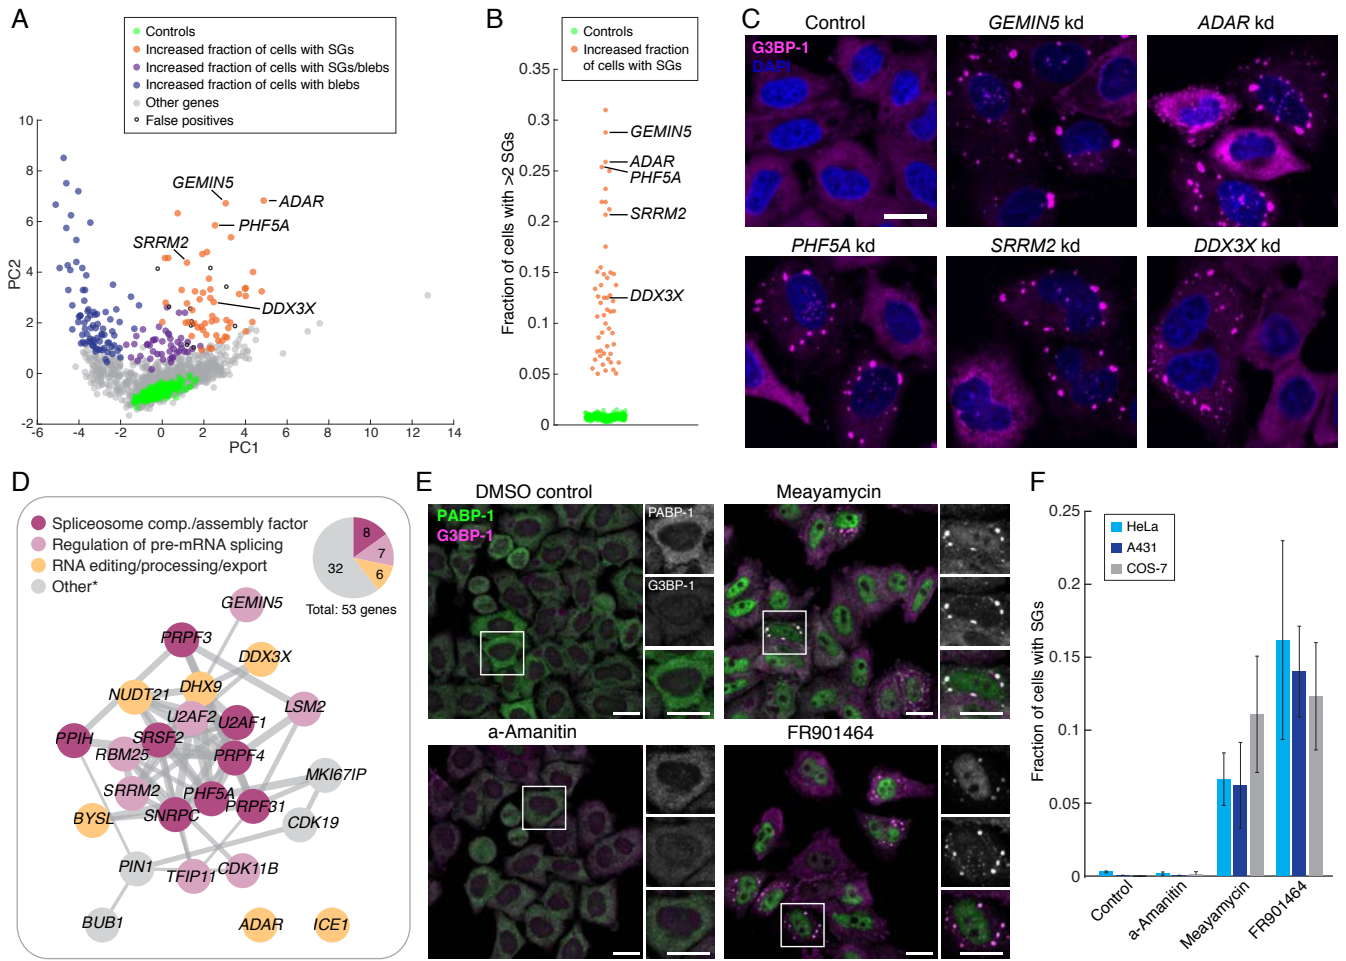 A
Controls
Increased fraction of cells with SGs
Increased fraction of cells with SGs/blebs
Increased fraction of cells with blebs
Other genes
False positives
10
8
6
4
2
0
-2
PC2
GEMIN5
ADAR
PHF5A
SRRM2
DDX3X
-6 -4 -2 0 2 4 6 8 10 12 14
PC1
B
Controls
Increased fraction
of cells with SGs
0.35
0.3
0.25
0.2
0.15
0.1
0.05
0
Fraction of cells with >2 SGs
GEMIN5
ADAR
PHF5A
SRRM2
DDX3X
C
Control GEMIN5 kd ADAR kd
G3BP-1
DAPI
PHF5A kd SRRM2 kd DDX3X kd
D
Spliceosome comp./assembly factor
Regulation of pre-mRNA splicing
RNA editing/processing/export
Other*
8
7
6
32
Total: 53 genes
GEMIN5
PRPF3
DDX3X
NUDT21
DHX9
LSM2
U2AF2
U2AF1
PPIH
SRSF2
RBM25
PRPF4
MKI67IP
SRRM2
PHF5A
PRPF31
BYSL
SNRPC
CDK19
PIN1
TFIP11
CDK11B
BUB1
ADAR
ICE1
E
DMSO control
PABP-1
G3BP-1
PABP-1
G3BP-1
Meayamycin
a-Amanitin
FR901464
F
HeLa
A431
COS-7
0.25
0.2
0.15
0.1
0.05
0
Fraction of cells with SGs
Control
a-Amanitin
Meayamycin
FR901464